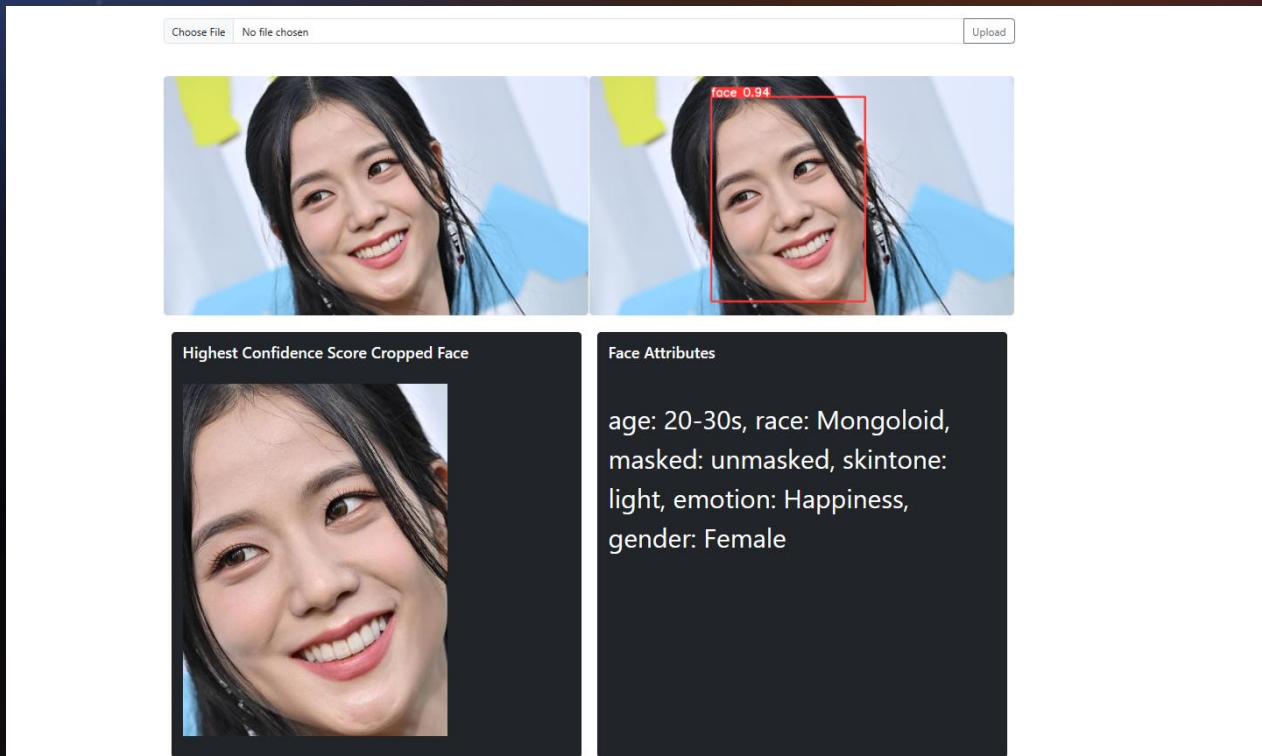 Choose File No file chosen Upload
face 0.94
Highest Confidence Score Cropped Face
Face Attributes
age: 20-30s, race: Mongoloid,
masked: unmasked, skintone:
light, emotion: Happiness,
gender: Female